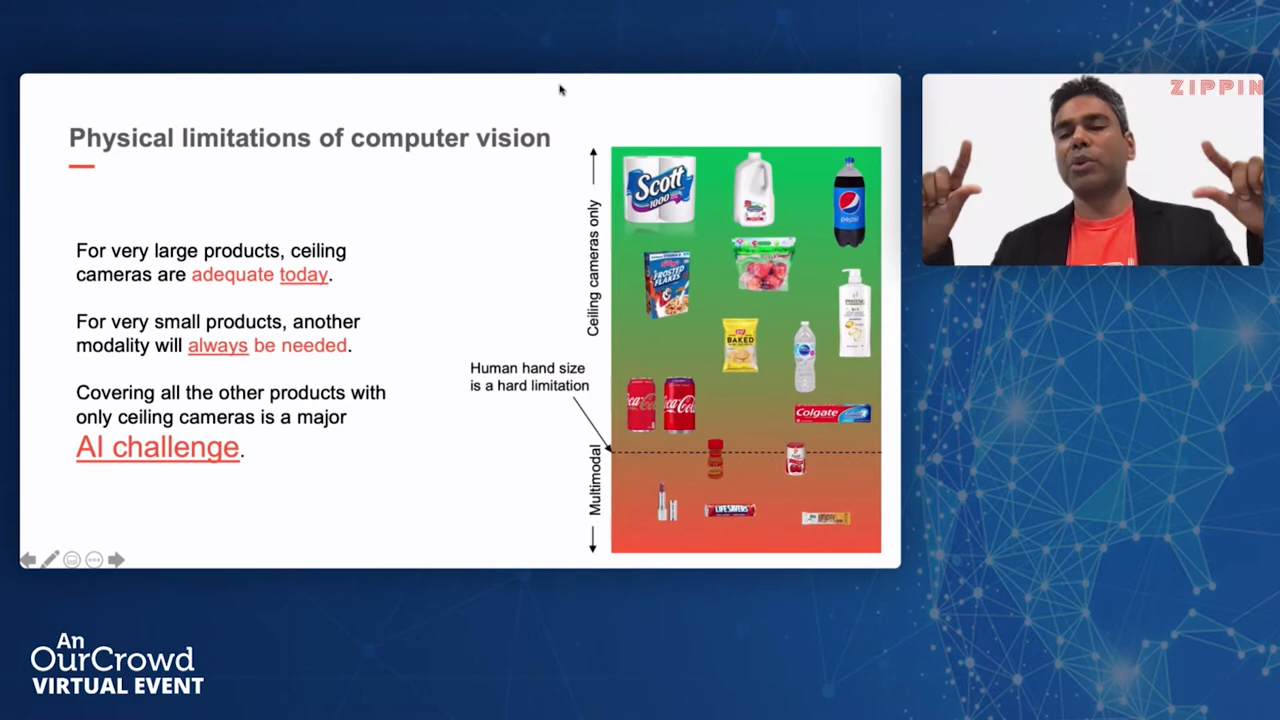 Physical limitations of computer vision
For very large products, ceiling
cameras are adequate today.
For very small products, another
modality will always be needed.
Covering all the other products with
only ceiling cameras is a major
AI challenge.
Human hand size
is a hard limitation
Ceiling cameras only
Multimodal
Scott
1000
pepsi
FROSTED
FLAKES
BAKED
Coca-Cola
Coca-Cola
Colgate
LIFE SAVERS
ZIPPIN
An
OurCrowd
VIRTUAL EVENT